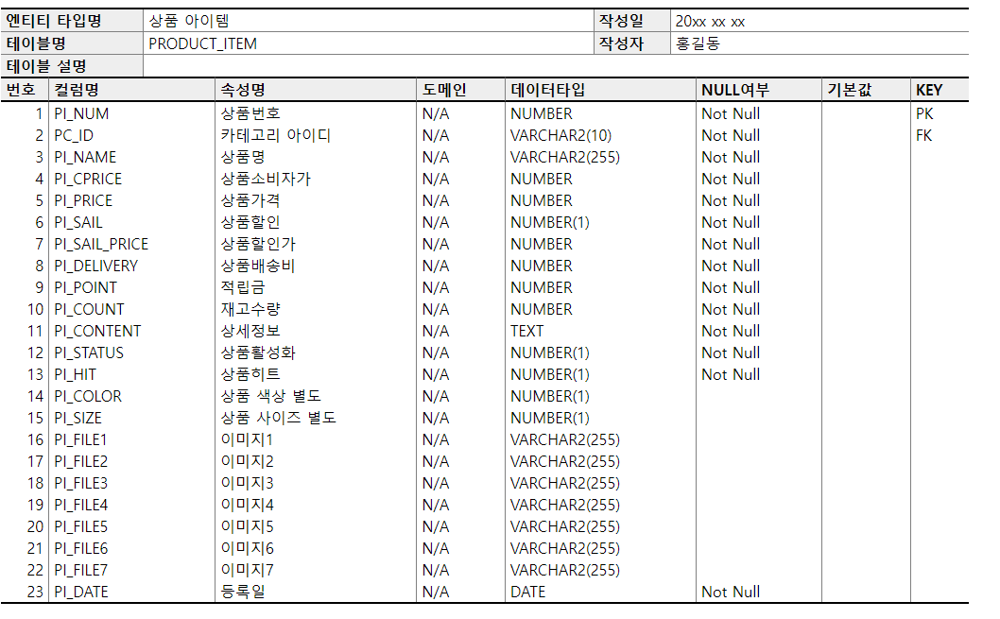 엔티티 타입명 상품 아이템 작성일 20xx xx xx
테이블명 PRODUCT_ITEM 작성자 홍길동
테이블 설명
번호 컬럼명 속성명 도메인 데이터타입 NULL여부 기본값 KEY
1 PI_NUM 상품번호 N/A NUMBER Not Null PK
2 PC_ID 카테고리 아이디 N/A VARCHAR2(10) Not Null FK
3 PI_NAME 상품명 N/A VARCHAR2(255) Not Null
4 PI_CPRICE 상품소비자가 N/A NUMBER Not Null
5 PI_PRICE 상품가격 N/A NUMBER Not Null
6 PI_SAIL 상품할인 N/A NUMBER(1) Not Null
7 PI_SAIL_PRICE 상품할인가 N/A NUMBER Not Null
8 PI_DELIVERY 상품배송비 N/A NUMBER Not Null
9 PI_POINT 적립금 N/A NUMBER Not Null
10 PI_COUNT 재고수량 N/A NUMBER Not Null
11 PI_CONTENT 상세정보 N/A TEXT Not Null
12 PI_STATUS 상품활성화 N/A NUMBER(1) Not Null
13 PI_HIT 상품히트 N/A NUMBER(1) Not Null
14 PI_COLOR 상품 색상 별도 N/A NUMBER(1)
15 PI_SIZE 상품 사이즈 별도 N/A NUMBER(1)
16 PI_FILE1 이미지1 N/A VARCHAR2(255)
17 PI_FILE2 이미지2 N/A VARCHAR2(255)
18 PI_FILE3 이미지3 N/A VARCHAR2(255)
19 PI_FILE4 이미지4 N/A VARCHAR2(255)
20 PI_FILE5 이미지5 N/A VARCHAR2(255)
21 PI_FILE6 이미지6 N/A VARCHAR2(255)
22 PI_FILE7 이미지7 N/A VARCHAR2(255)
23 PI_DATE 등록일 N/A DATE Not Null